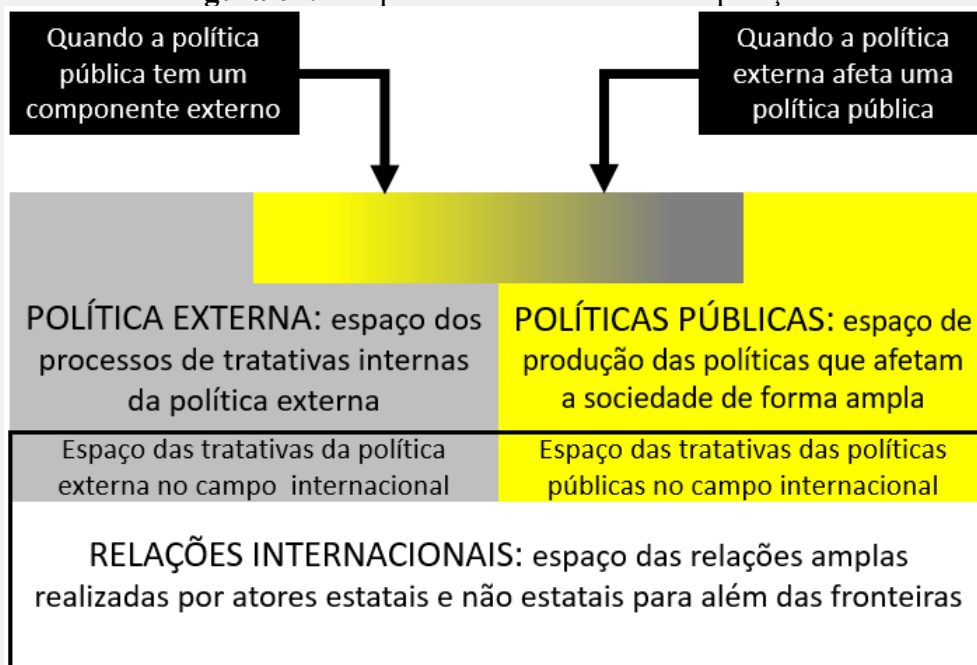 Quando a política
pública tem um
componente externo
Quando a política
externa afeta uma
política pública
POLÍTICA EXTERNA: espaço dos
processos de tratativas internas
da política externa
POLÍTICAS PÚBLICAS: espaço de
produção das políticas que afetam
a sociedade de forma ampla
Espaço das tratativas da política
externa no campo internacional
Espaço das tratativas das políticas
públicas no campo internacional
RELAÇÕES INTERNACIONAIS: espaço das relações amplas
realizadas por atores estatais e não estatais para além das fronteiras